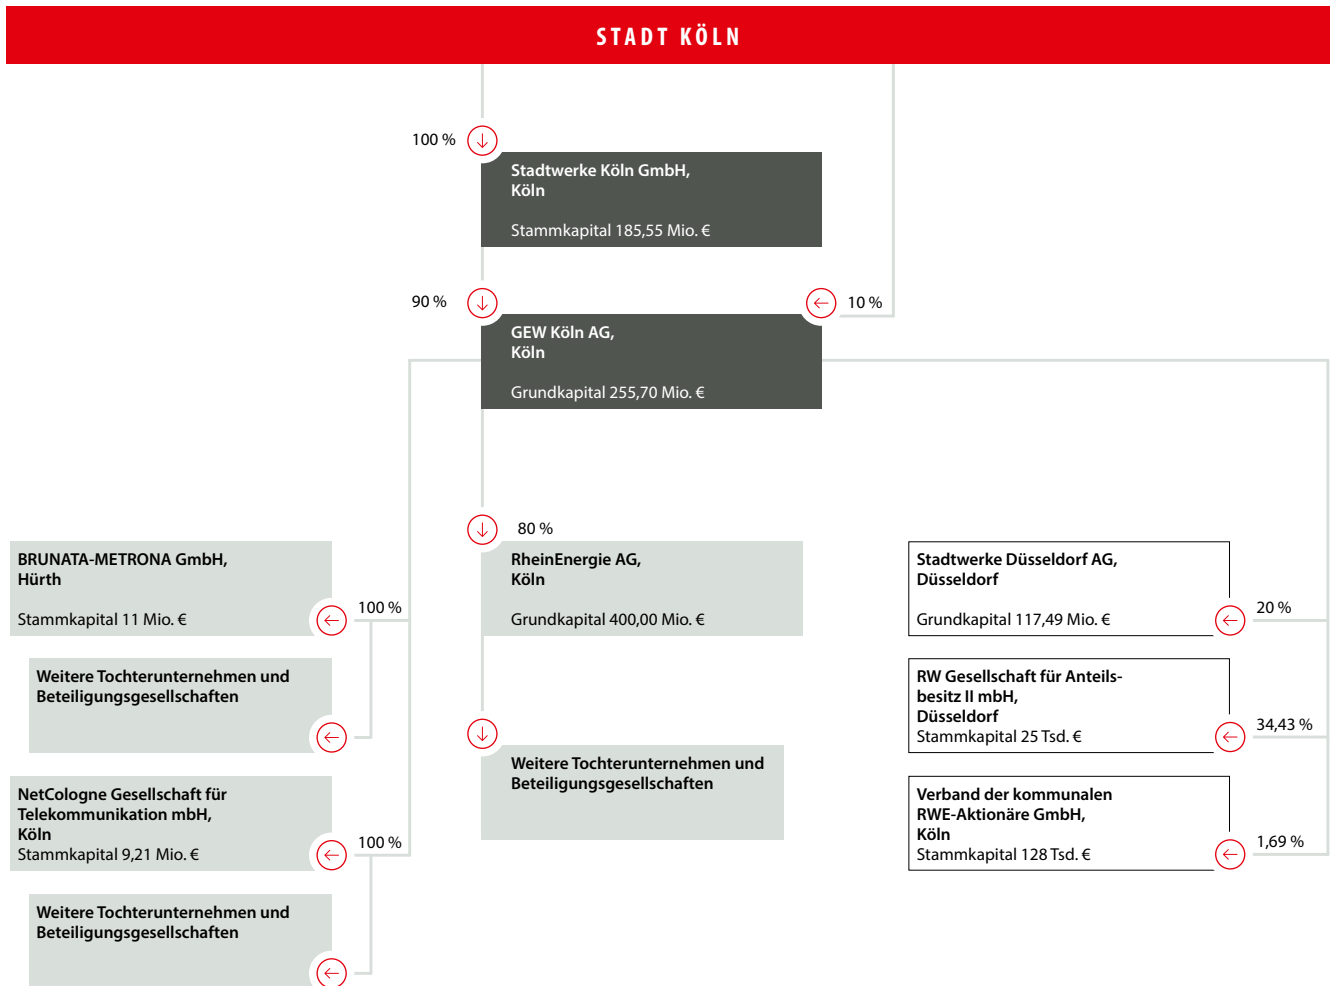 STADT KÖLN
100 %
Stadtwerke Köln GmbH,
Köln
Stammkapital 185,55 Mio. €
90 %
10 %
GEW Köln AG,
Köln
Grundkapital 255,70 Mio. €
80 %
BRUNATA-METRONA GmbH,
Hürth
Stammkapital 11 Mio. €
100 %
Weitere Tochterunternehmen und
Beteiligungsgesellschaften
NetCologne Gesellschaft für
Telekommunikation mbH,
Köln
Stammkapital 9,21 Mio. €
100 %
Weitere Tochterunternehmen und
Beteiligungsgesellschaften
RheinEnergie AG,
Köln
Grundkapital 400,00 Mio. €
Weitere Tochterunternehmen und
Beteiligungsgesellschaften
Stadtwerke Düsseldorf AG,
Düsseldorf
Grundkapital 117,49 Mio. €
20 %
RW Gesellschaft für Anteils-
besitz II mbH,
Düsseldorf
Stammkapital 25 Tsd. €
34,43 %
Verband der kommunalen
RWE-Aktionäre GmbH,
Köln
Stammkapital 128 Tsd. €
1,69 %